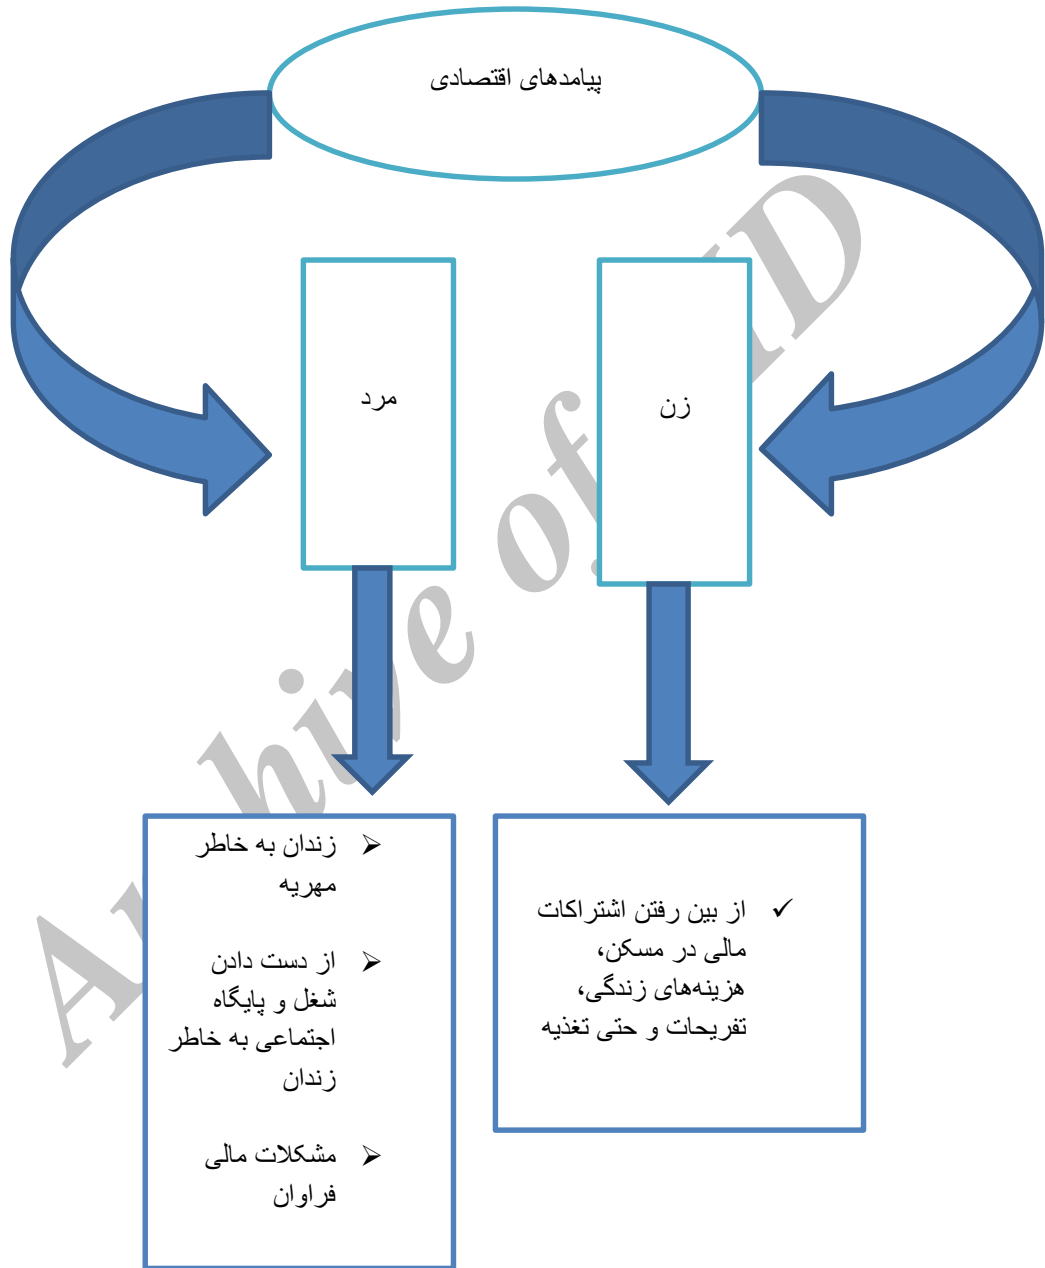 پیامدهای اقتصادی
زن
مرد
✓ از بین رفتن اشتراکات
مالی در مسکن،
هزینه‌های زندگی،
تفریحات و حتی تغذیه
➢ زندان به خاطر
مهریه
➢ از دست دادن
شغل و پایگاه
اجتماعی به خاطر
زندان
➢ مشکلات مالی
فراوان
Archive of